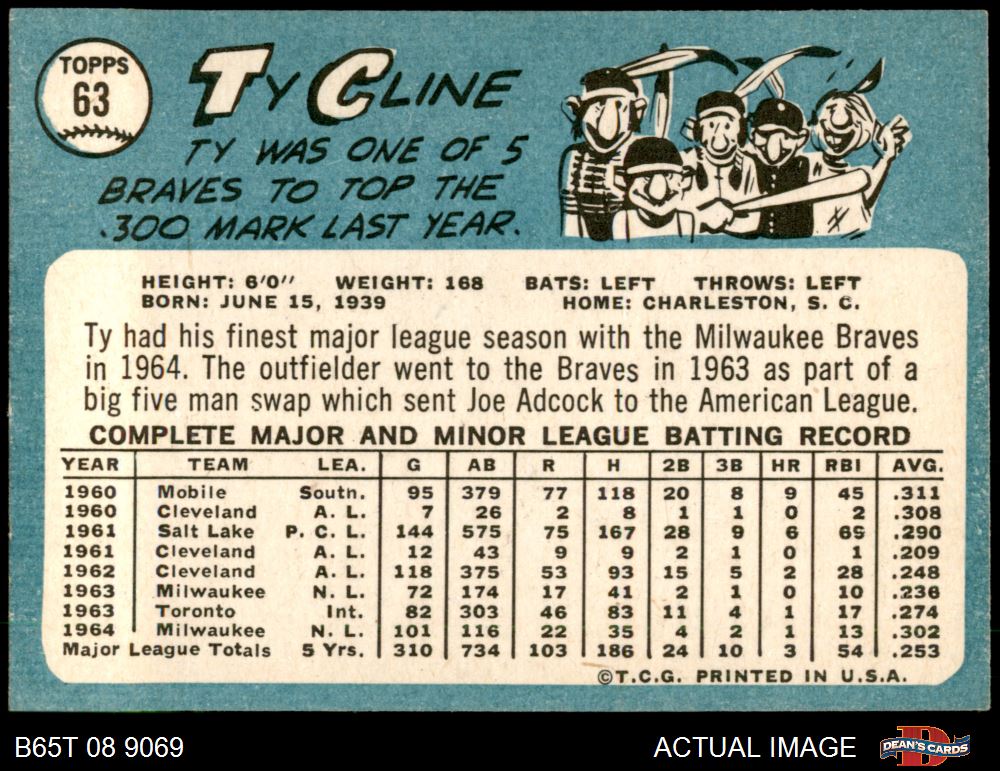 TOPPS
63
TY CLINE
TY WAS ONE OF 5
BRAVES TO TOP THE
.300 MARK LAST YEAR.
HEIGHT: 6'0" WEIGHT: 168 BATS: LEFT THROWS: LEFT
BORN: JUNE 15, 1939 HOME: CHARLESTON, S. C.
Ty had his finest major league season with the Milwaukee Braves
in 1964. The outfielder went to the Braves in 1963 as part of a
big five man swap which sent Joe Adcock to the American League.
COMPLETE MAJOR AND MINOR LEAGUE BATTING RECORD
YEAR TEAM LEA. G AB R H 2B 3B HR RBI AVG.
1960 Mobile South. 95 379 77 118 20 8 9 45 .311
1960 Cleveland A. L. 7 26 2 8 1 1 0 2 .308
1961 Salt Lake P. C. L. 144 575 75 167 28 9 6 69 .290
1961 Cleveland A. L. 12 43 9 9 2 1 0 1 .209
1962 Cleveland A. L. 118 375 53 93 15 5 2 28 .248
1963 Milwaukee N. L. 72 174 17 41 2 1 0 10 .236
1963 Toronto Int. 82 303 46 83 11 4 1 17 .274
1964 Milwaukee N. L. 101 116 22 35 4 2 1 13 .302
Major League Totals 5 Yrs. 310 734 103 186 24 10 3 54 .253
©T.C.G. PRINTED IN U.S.A.
B65T 08 9069 ACTUAL IMAGE DEAN'S CARDS